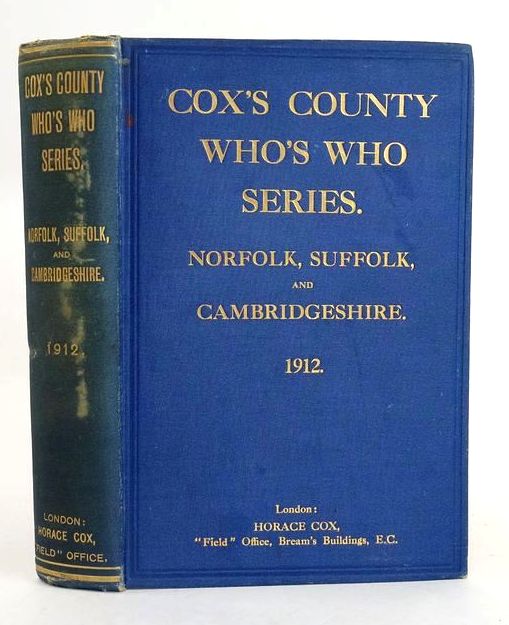 COX'S COUNTY
WHO'S WHO
SERIES.
NORFOLK, SUFFOLK,
AND
CAMBRIDGESHIRE.
1912.
LONDON:
HORACE COX,
"FIELD" OFFICE.
COX'S COUNTY
WHO'S WHO
SERIES.
NORFOLK, SUFFOLK,
AND
CAMBRIDGESHIRE.
1912.
London:
HORACE COX,
"Field" Office, Bream's Buildings, E.C.